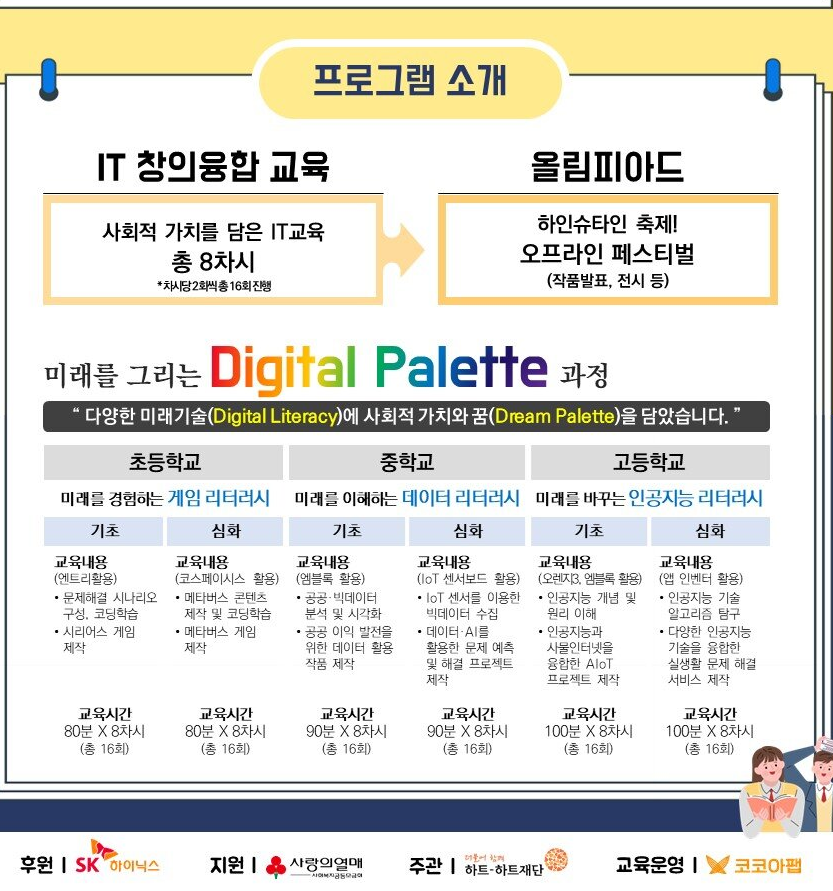 프로그램 소개
IT 창의융합 교육
사회적 가치를 담은 IT교육
총 8차시
*차시당 2회씩 총 16회 진행
올림피아드
하인슈타인 축제!
오프라인 페스티벌
(작품발표, 전시 등)
미래를 그리는 Digital Palette 과정
“ 다양한 미래기술(Digital Literacy)에 사회적 가치와 꿈(Dream Palette)을 담았습니다. ”
초등학교
미래를 경험하는 게임 리터러시
기초
교육내용
(엔트리활용)
• 문제해결 시나리오
구성, 코딩학습
• 시리어스 게임
제작
교육시간
80분 X 8차시
(총 16회)
심화
교육내용
(코스페이시스 활용)
• 메타버스 콘텐츠
제작 및 코딩학습
• 메타버스 게임
제작
교육시간
80분 X 8차시
(총 16회)
중학교
미래를 이해하는 데이터 리터러시
기초
교육내용
(엠블록 활용)
• 공공·빅데이터
분석 및 시각화
• 공공 이익 발전을
위한 데이터 활용
작품 제작
교육시간
90분 X 8차시
(총 16회)
심화
교육내용
(IoT 센서보드 활용)
• IoT 센서를 이용한
빅데이터 수집
• 데이터·AI를
활용한 문제 예측
및 해결 프로젝트
제작
교육시간
90분 X 8차시
(총 16회)
고등학교
미래를 바꾸는 인공지능 리터러시
기초
교육내용
(오렌지3, 엠블록 활용)
• 인공지능 개념 및
원리 이해
• 인공지능과
사물인터넷을
융합한 AIoT
프로젝트 제작
교육시간
100분 X 8차시
(총 16회)
심화
교육내용
(앱 인벤터 활용)
• 인공지능 기술
알고리즘 탐구
• 다양한 인공지능
기술을 융합한
실생활 문제 해결
서비스 제작
교육시간
100분 X 8차시
(총 16회)
후원 | SK 하이닉스
지원 | 사랑의열매
사회복지공동모금회
주관 | 더불어 함께
하트-하트재단
교육운영 | 코코아팹